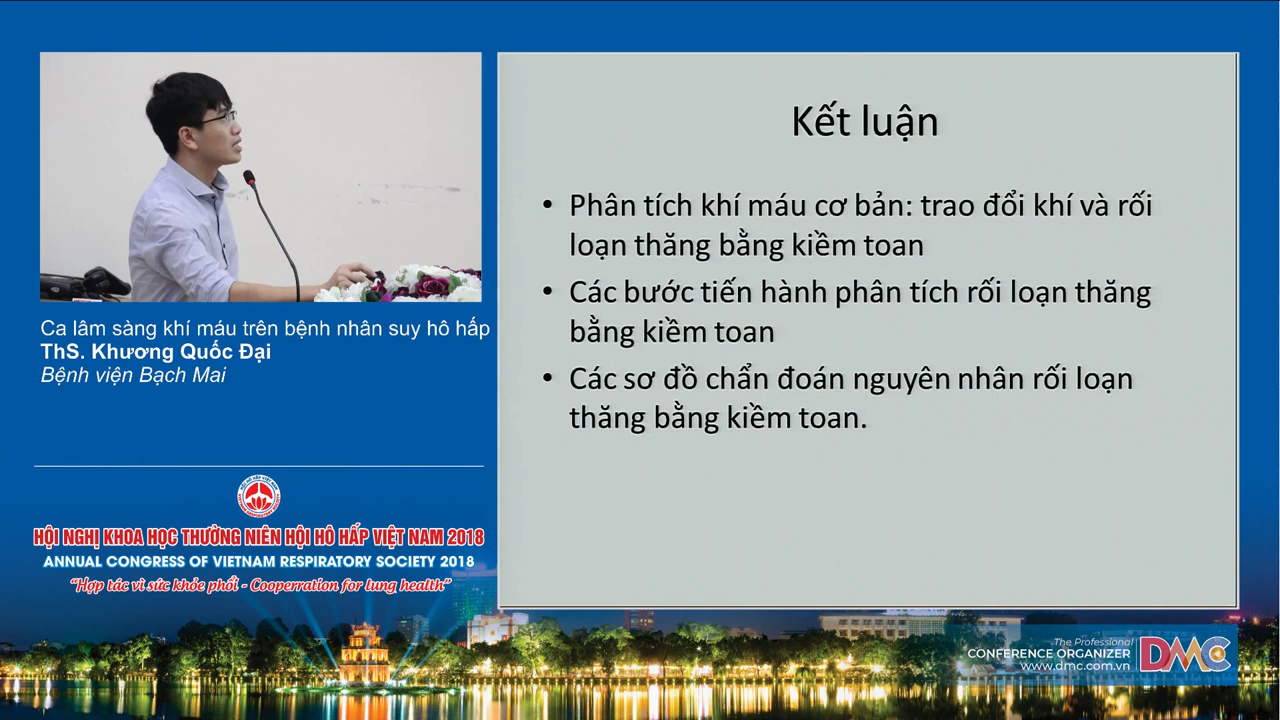 Ca lâm sàng khí máu trên bệnh nhân suy hô hấp
ThS. Khương Quốc Đại
Bệnh viện Bạch Mai
HỘI NGHỊ KHOA HỌC THƯỜNG NIÊN HỘI HÔ HẤP VIỆT NAM 2018
ANNUAL CONGRESS OF VIETNAM RESPIRATORY SOCIETY 2018
“Hợp tác vì sức khỏe phổi - Cooperration for lung health”
Kết luận
• Phân tích khí máu cơ bản: trao đổi khí và rối
loạn thăng bằng kiềm toan
• Các bước tiến hành phân tích rối loạn thăng
bằng kiềm toan
• Các sơ đồ chẩn đoán nguyên nhân rối loạn
thăng bằng kiềm toan.
The Professional
CONFERENCE ORGANIZER
www.dmc.com.vn
DMC